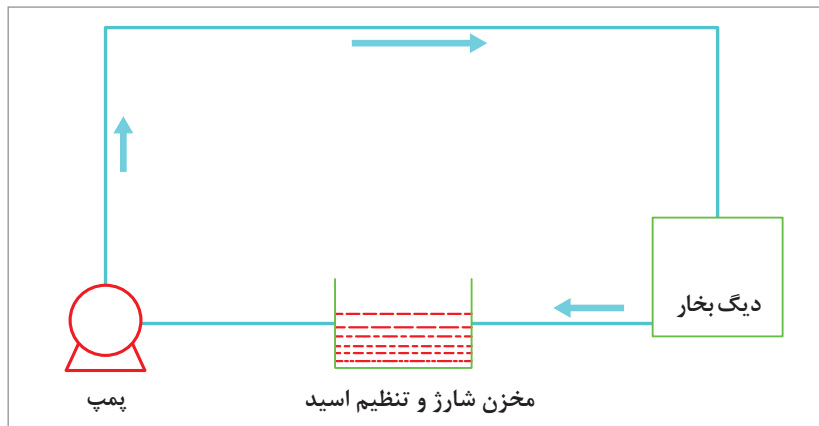 دیگ بخار
مخزن شارژ و تنظیم اسید
پمپ